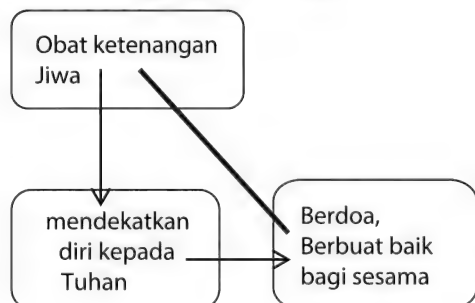 Obat ketenangan
Jiwa
mendekatkan
diri kepada
Tuhan
Berdoa,
Berbuat baik
bagi sesama